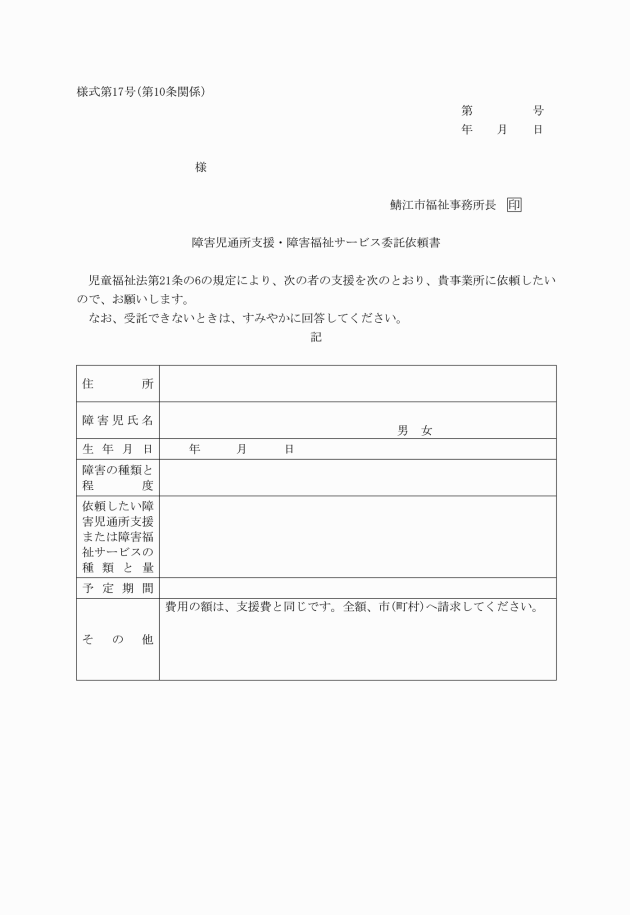 様式第17号(第10条関係)
第　　　　　号
年　　月　　日
様
鯖江市福祉事務所長　印
障害児通所支援・障害福祉サービス委託依頼書
児童福祉法第21条の6の規定により、次の者の支援を次のとおり、貴事業所に依頼したい
ので、お願いします。
なお、受託できないときは、すみやかに回答してください。
記
住　　　　所
障害児氏名
男　女
生年月日
年　　　月　　　日
障害の種類と
程　　　　度
依頼したい障
害児通所支援
または障害福
祉サービスの
種類と量
予定期間
その他
費用の額は、支援費と同じです。全額、市(町村)へ請求してください。